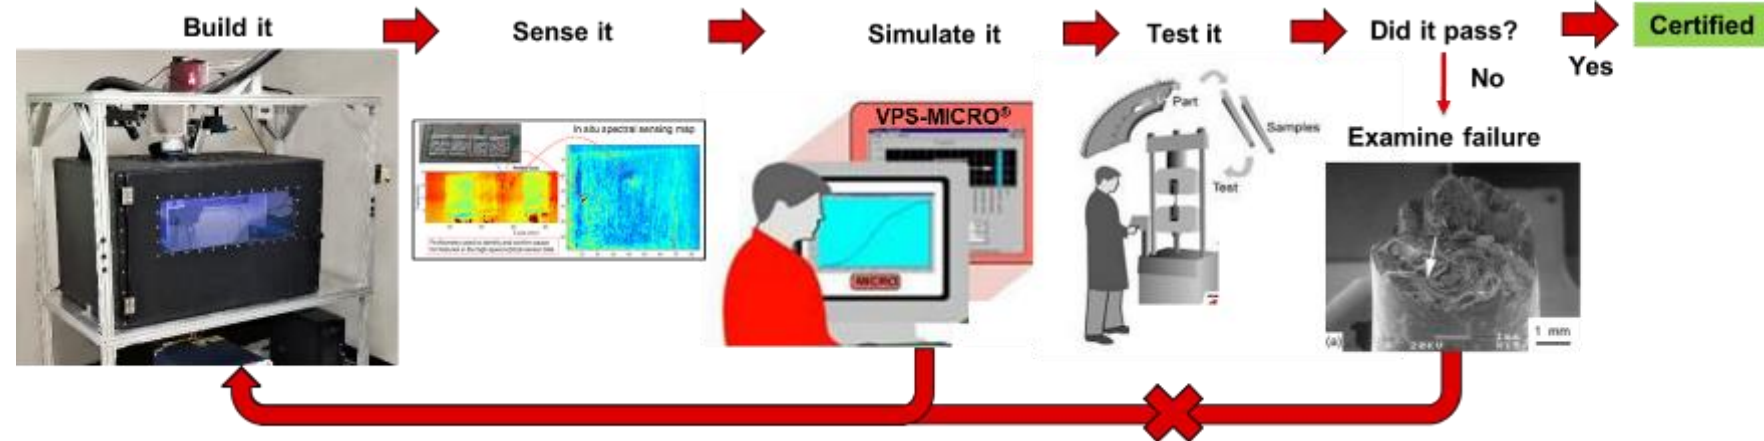 Build it
Sense it
Simulate it
Test it
Did it pass?
Certified
Yes
No
Examine failure
In situ spectral sensing map
VPS-MICRO®
MICRO
Part
Samples
Test
(a)
20KV
1 mm